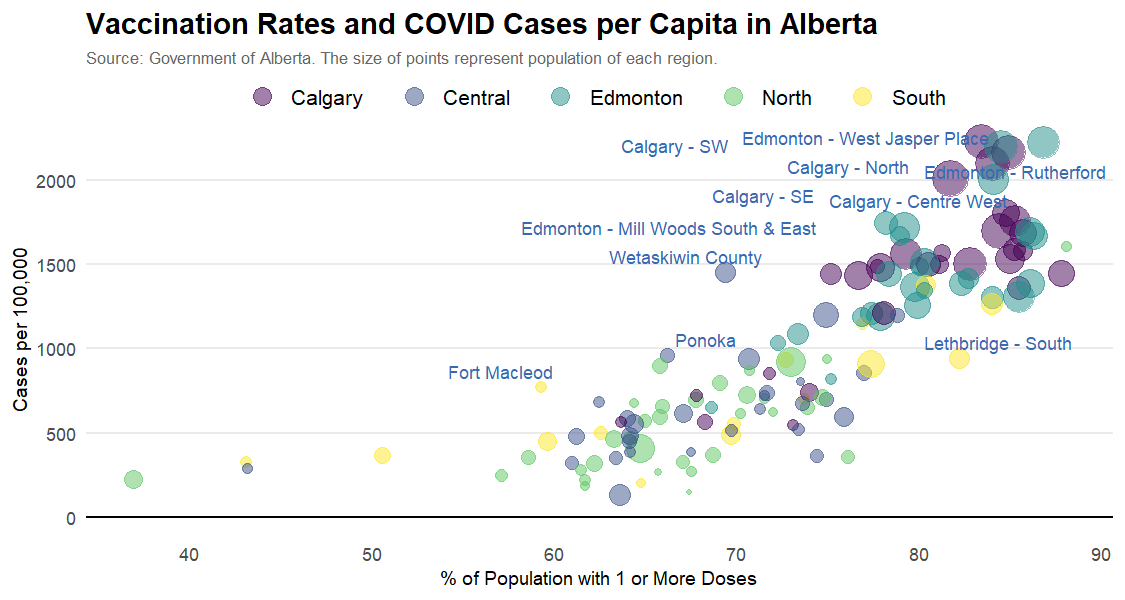 Vaccination Rates and COVID Cases per Capita in Alberta
Source: Government of Alberta. The size of points represent population of each region.
Calgary Central Edmonton North South
Edmonton - West Jasper Place
Calgary - SW
Calgary - North
Edmonton - Rutherford
2000
Calgary - SE
Calgary - Centre West
Edmonton - Mill Woods South & East
Wetaskiwin County
1500
Ponoka
Lethbridge - South
1000
Fort Macleod
500
0
Cases per 100,000
40 50 60 70 80 90
% of Population with 1 or More Doses